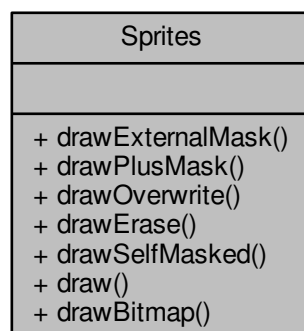 Sprites
+ drawExternalMask()
+ drawPlusMask()
+ drawOverwrite()
+ drawErase()
+ drawSelfMasked()
+ draw()
+ drawBitmap()